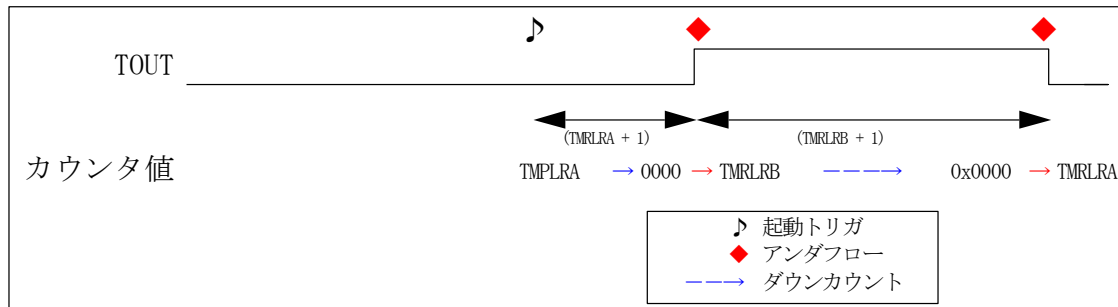 TOUT
(TMRLRA + 1) (TMRLRB + 1)
カウンタ値 TMPLRA → 0000 → TMRLRB ----→ 0x0000 → TMRLRA
♪ 起動トリガ
◆ アンダフロー
---→ ダウンカウント